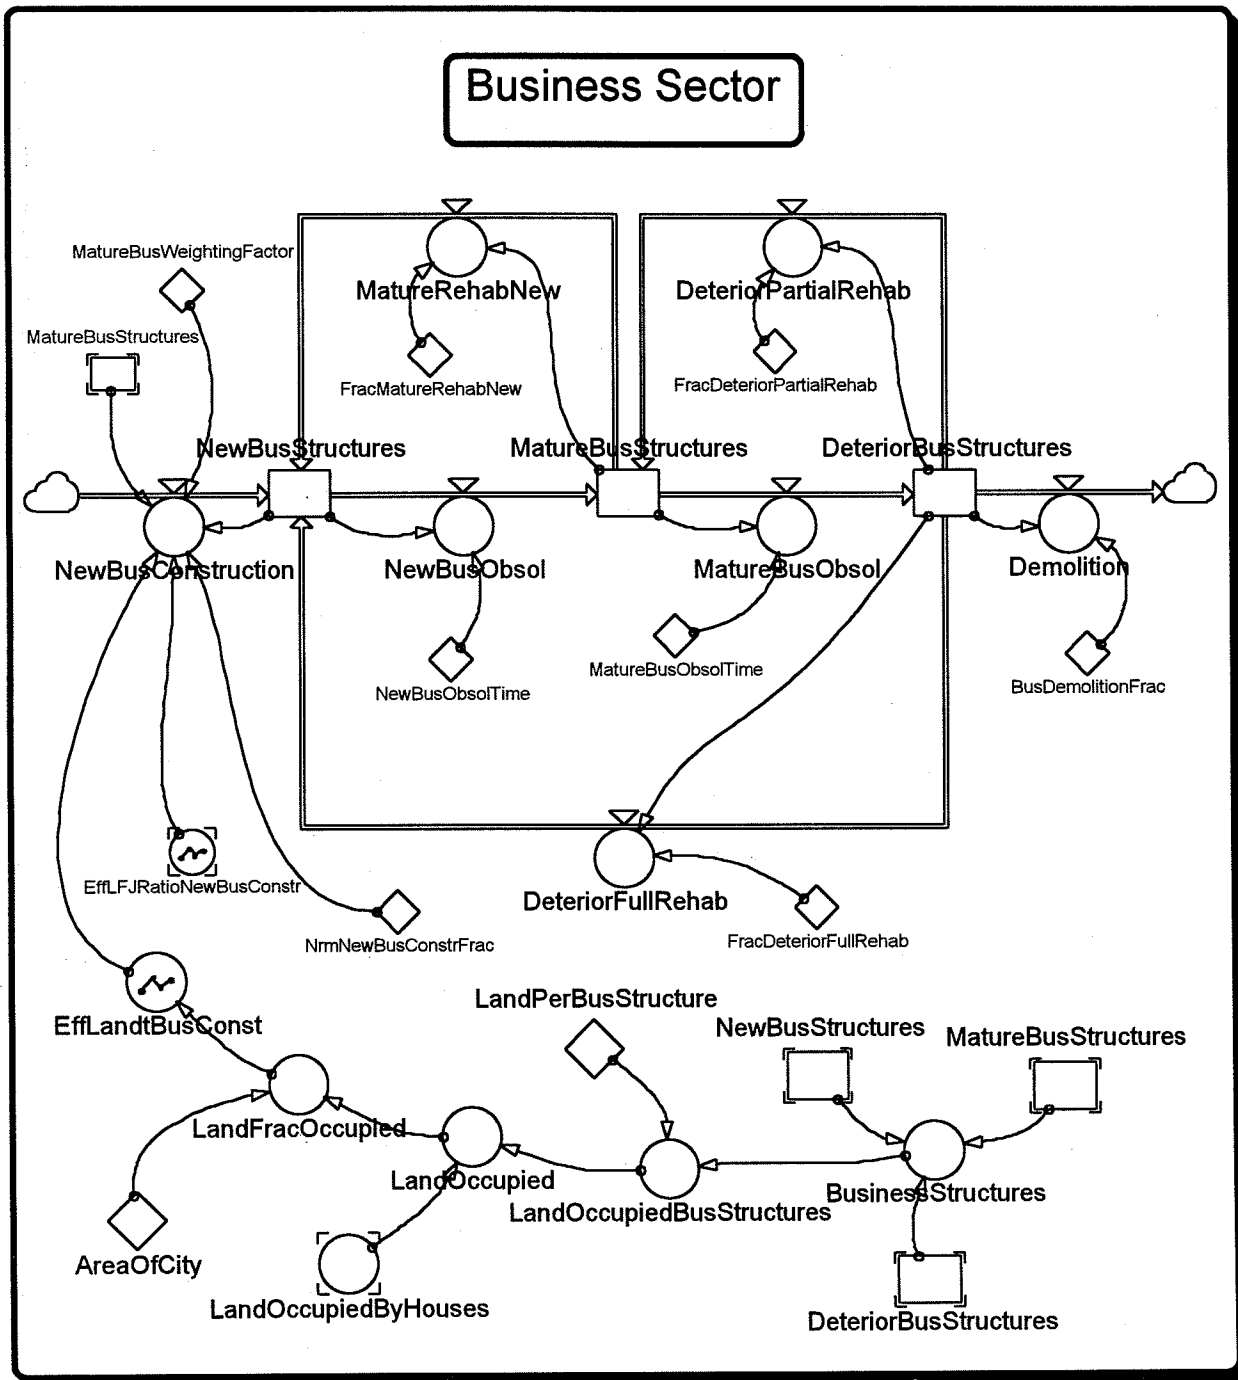 Business Sector
MatureBusWeightingFactor
MatureRehabNew
DeteriorPartialRehab
MatureBusStructures
FracMatureRehabNew
FracDeteriorPartialRehab
NewBusStructures
MatureBusStructures
DeteriorBusStructures
NewBusConstruction
NewBusObsol
MatureBusObsol
Demolition
NewBusObsolTime
MatureBusObsolTime
BusDemolitionFrac
EffLFJRatioNewBusConstr
DeteriorFullRehab
NrmNewBusConstrFrac
FracDeteriorFullRehab
EffLandtBusConst
LandPerBusStructure
NewBusStructures
MatureBusStructures
LandFracOccupied
LandOccupied
LandOccupiedBusStructures
BusinessStructures
AreaOfCity
LandOccupiedByHouses
DeteriorBusStructures